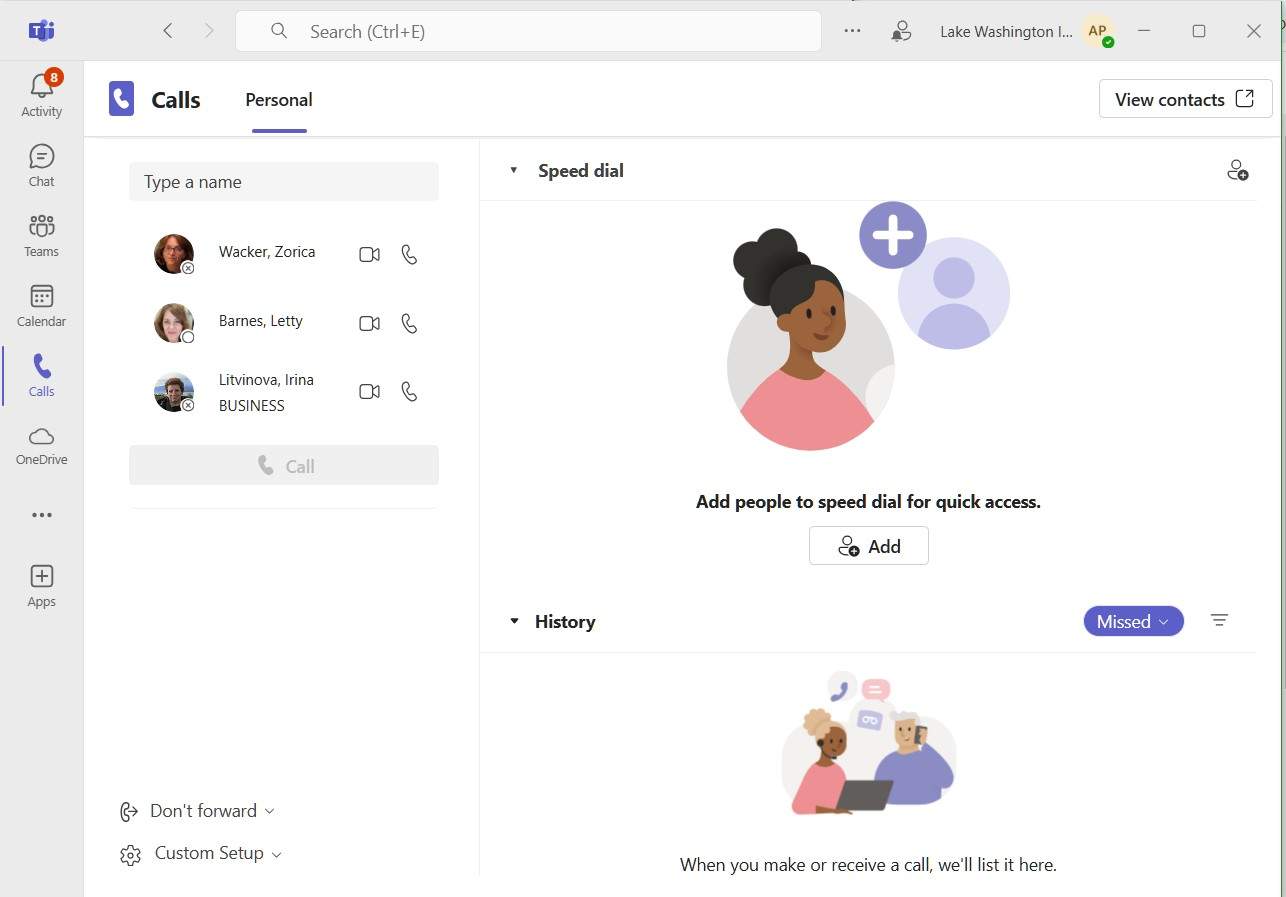 Search (Ctrl+E)
Lake Washington I...
AP
8
Activity
Chat
Teams
Calendar
Calls
OneDrive
Apps
Calls
Personal
View contacts
Type a name
Wacker, Zorica
Barnes, Letty
Litvinova, Irina
BUSINESS
Call
Don't forward
Custom Setup
Speed dial
Add people to speed dial for quick access.
Add
History
Missed
When you make or receive a call, we'll list it here.